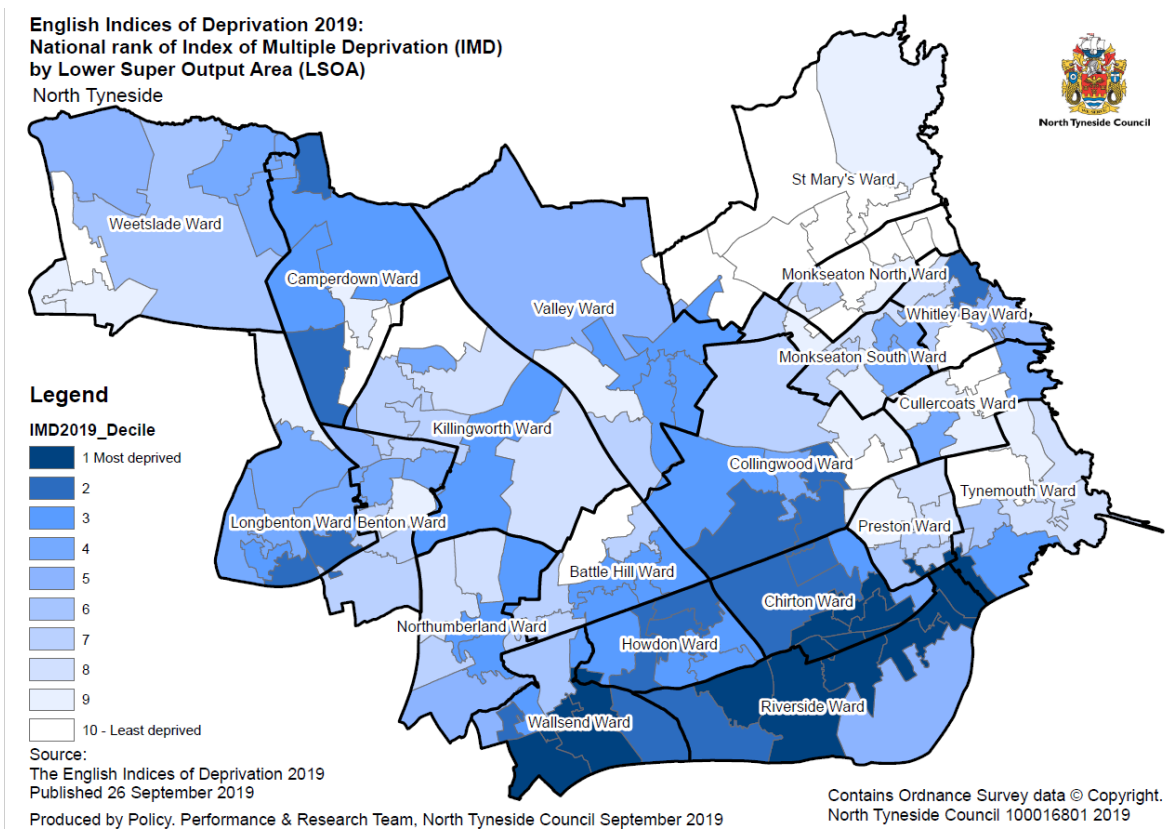 English Indices of Deprivation 2019:
National rank of Index of Multiple Deprivation (IMD)
by Lower Super Output Area (LSOA)
North Tyneside
North Tyneside Council
St Mary's Ward
Weetslade Ward
Monkseaton North Ward
Camperdown Ward
Valley Ward
Whitley Bay Ward
Monkseaton South Ward
Cullercoats Ward
Killingworth Ward
Collingwood Ward
Tynemouth Ward
Longbenton Ward
Benton Ward
Preston Ward
Battle Hill Ward
Chirton Ward
Northumberland Ward
Howdon Ward
Riverside Ward
Wallsend Ward
Legend
IMD2019_Decile
1 Most deprived
2
3
4
5
6
7
8
9
10 - Least deprived
Source:
The English Indices of Deprivation 2019
Published 26 September 2019
Produced by Policy. Performance & Research Team, North Tyneside Council September 2019
Contains Ordnance Survey data © Copyright.
North Tyneside Council 100016801 2019